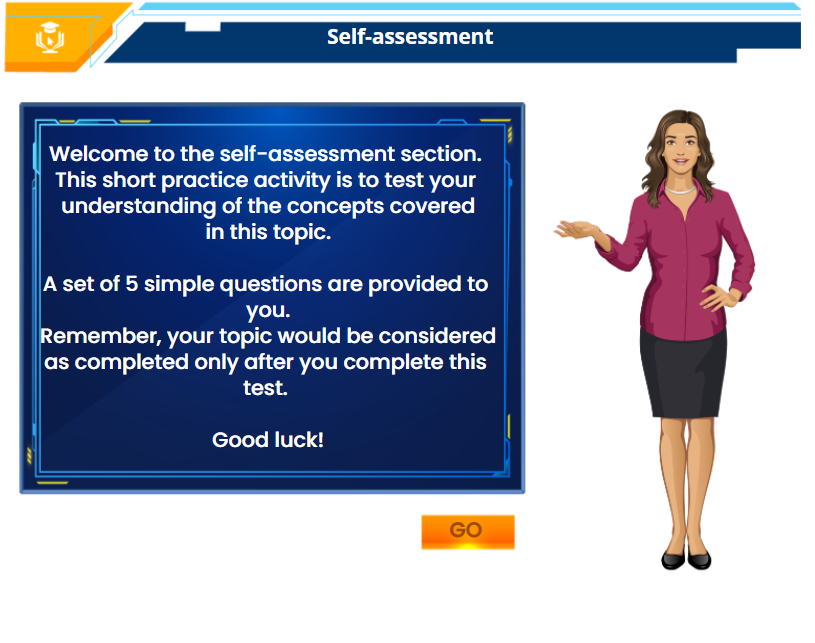 Self-assessment
Welcome to the self-assessment section.
This short practice activity is to test your
understanding of the concepts covered
in this topic.
A set of 5 simple questions are provided to
you.
Remember, your topic would be considered
as completed only after you complete this
test.
Good luck!
GO